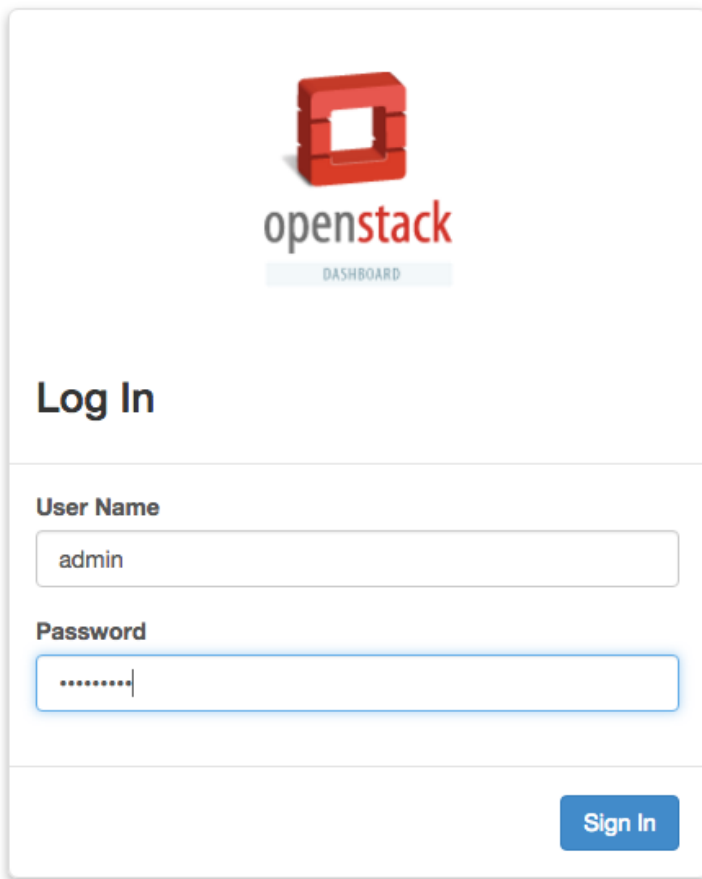 openstack
DASHBOARD
Log In
User Name
admin
Password
•••••••••
Sign In